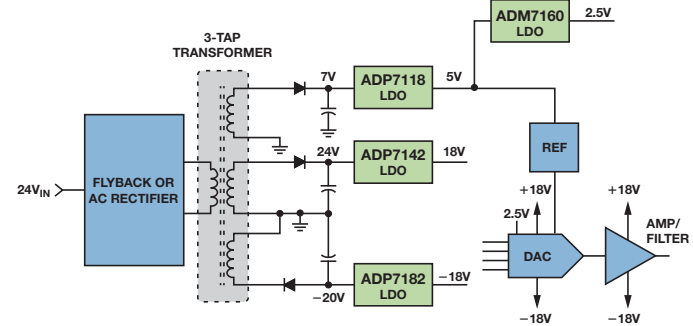 3-TAP
TRANSFORMER
ADM7160
LDO
2.5V
7V
ADP7118
LDO
5V
FLYBACK OR
AC RECTIFIER
24VIN
24V
ADP7142
LDO
18V
REF
+18V
+18V
2.5V
AMP/
FILTER
DAC
−20V
ADP7182
LDO
−18V
−18V
−18V